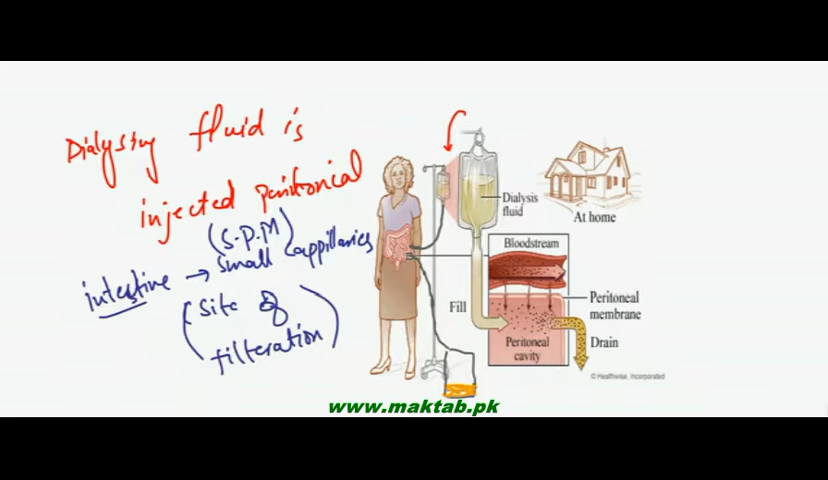 Dialysing fluid is
injected peritonical
(S.P.M)
intestine → small cappillaries
(site of
filteration)
Dialysis
fluid
At home
Bloodstream
Fill
Peritoneal
membrane
Peritoneal
cavity
Drain
© Healthwise, Incorporated
www.maktab.pk